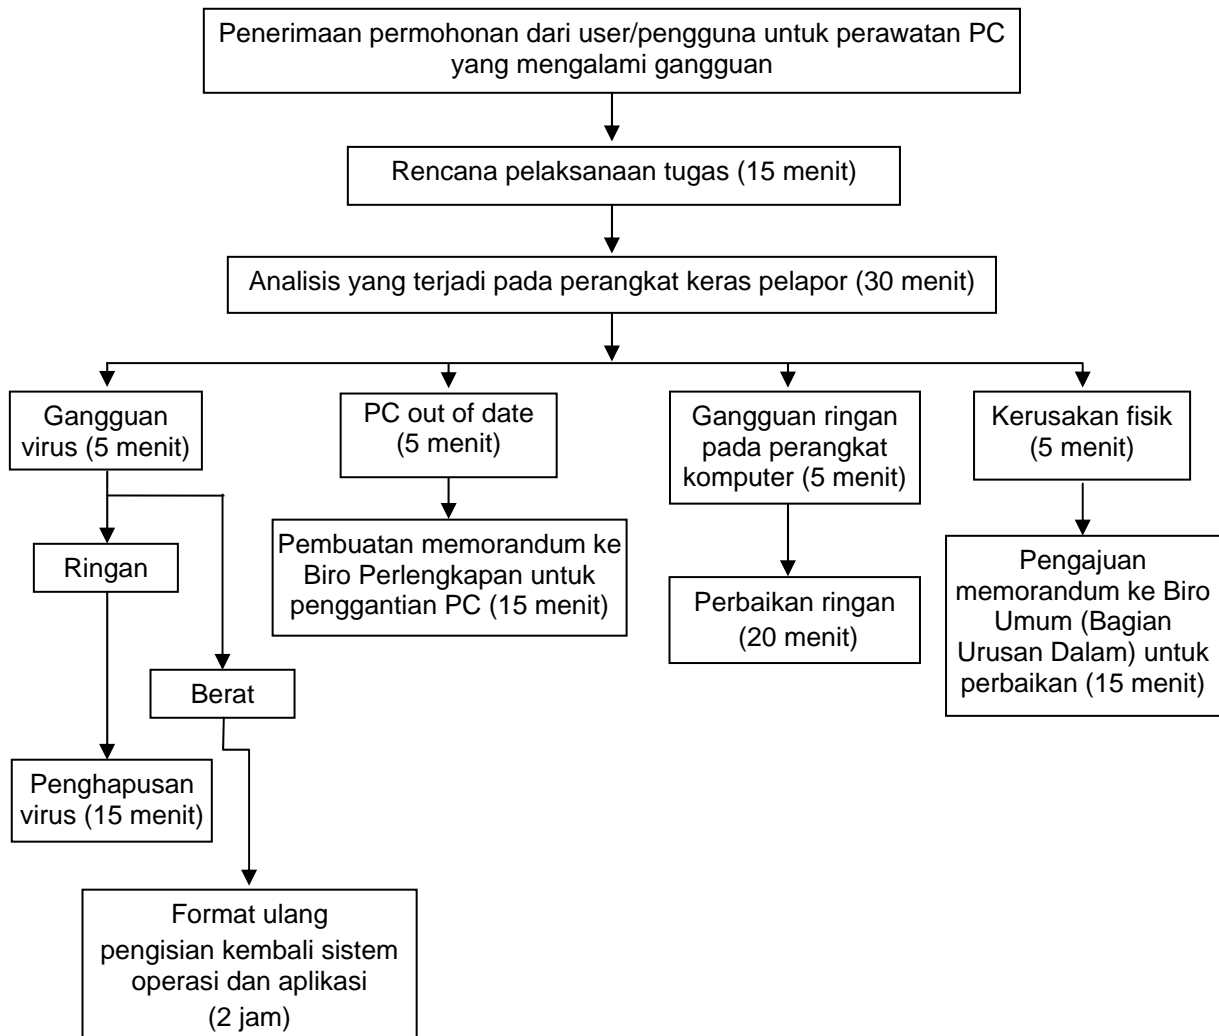 Penerimaan permohonan dari user/pengguna untuk perawatan PC
yang mengalami gangguan
Rencana pelaksanaan tugas (15 menit)
Analisis yang terjadi pada perangkat keras pelapor (30 menit)
Gangguan
virus (5 menit)
PC out of date
(5 menit)
Gangguan ringan
pada perangkat
komputer (5 menit)
Kerusakan fisik
(5 menit)
Ringan
Pembuatan memorandum ke
Biro Perlengkapan untuk
penggantian PC (15 menit)
Perbaikan ringan
(20 menit)
Pengajuan
memorandum ke Biro
Umum (Bagian
Urusan Dalam) untuk
perbaikan (15 menit)
Berat
Penghapusan
virus (15 menit)
Format ulang
pengisian kembali sistem
operasi dan aplikasi
(2 jam)